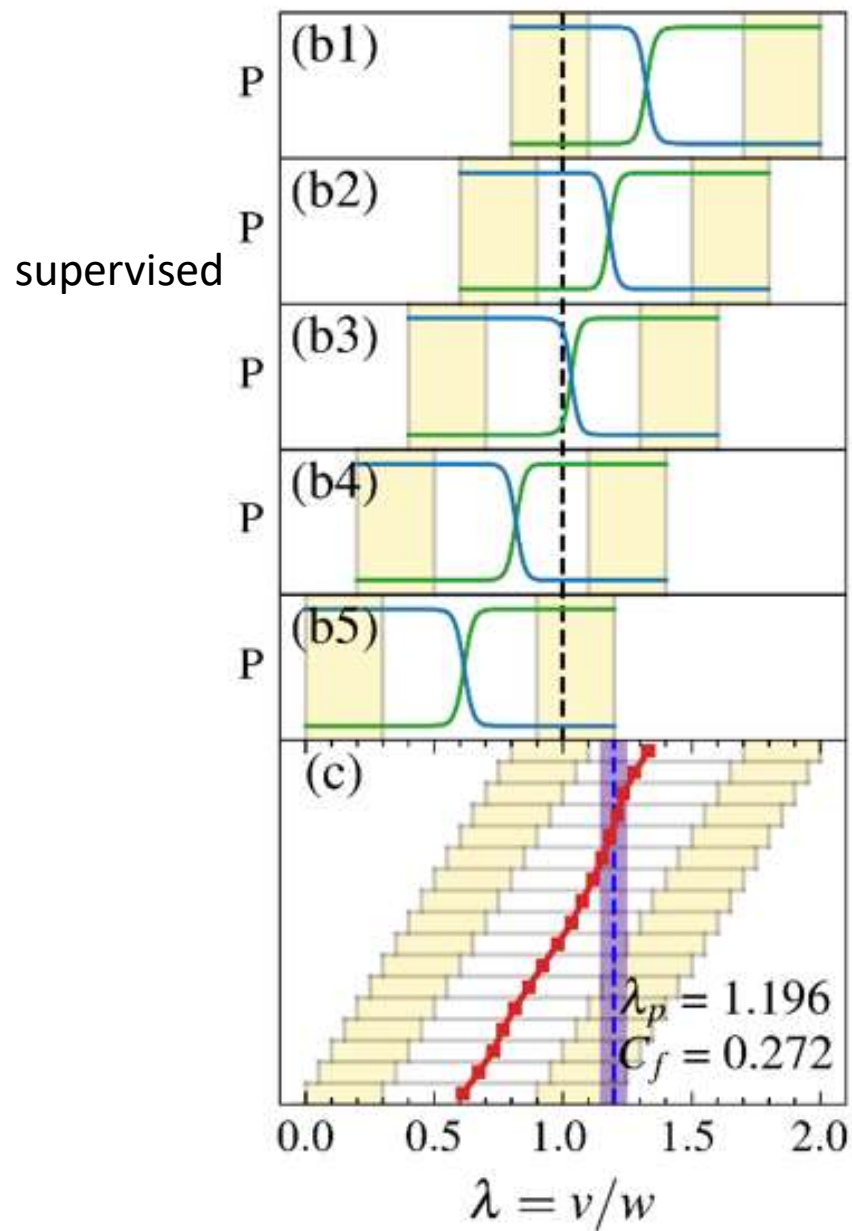 (b1)
P
(b2)
P
supervised
(b3)
P
(b4)
P
(b5)
P
(c)
λp = 1.196
Cf = 0.272
0.0 0.5 1.0 1.5 2.0
λ = v/w